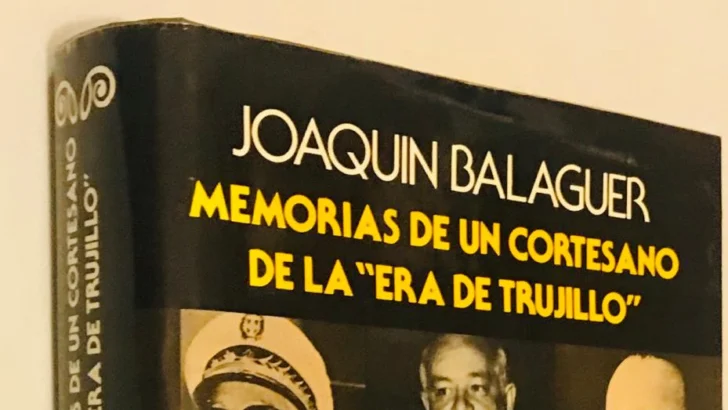 JOAQUIN BALAGUER
MEMORIAS DE UN CORTESANO
DE LA "ERA DE TRUJILLO"
S DE UN CORTESANO
ERA DE TRUJILLO"